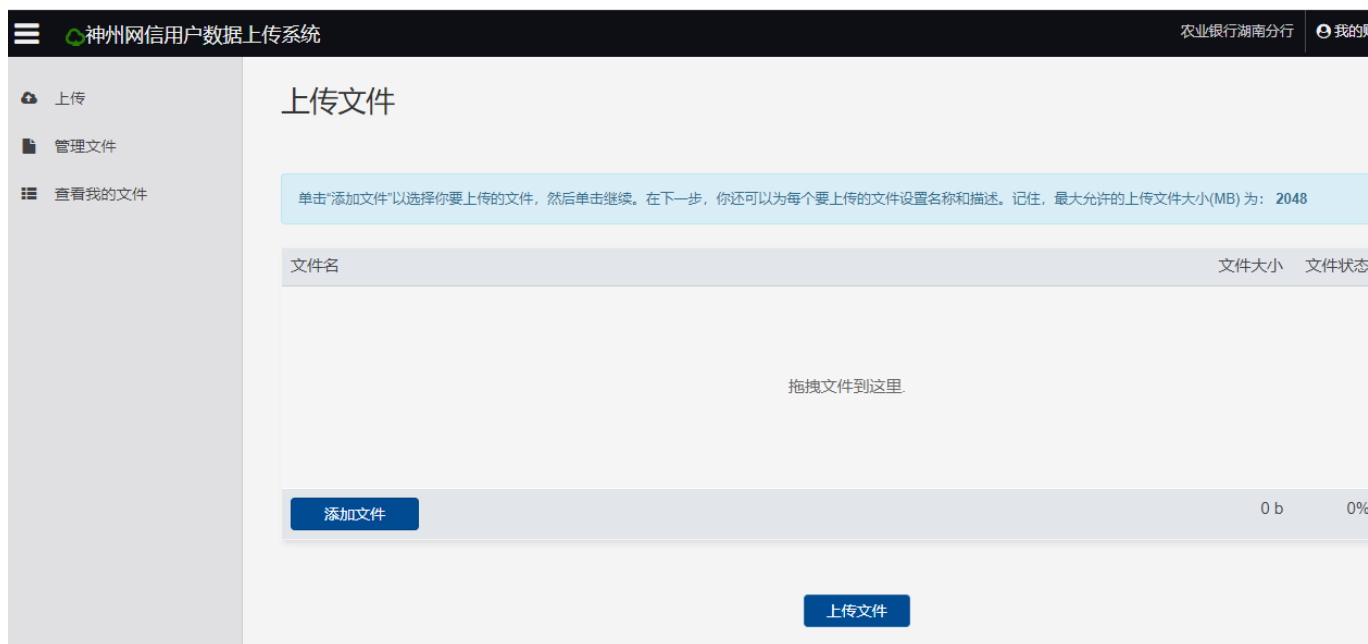 神州网信用户数据上传系统
农业银行湖南分行
我的
上传
管理文件
查看我的文件
上传文件
单击“添加文件”以选择你要上传的文件，然后单击继续。在下一步，你还可以为每个要上传的文件设置名称和描述。记住，最大允许的上传文件大小(MB) 为： 2048
文件名 文件大小 文件状态
拖拽文件到这里.
添加文件 0 b 0%
上传文件